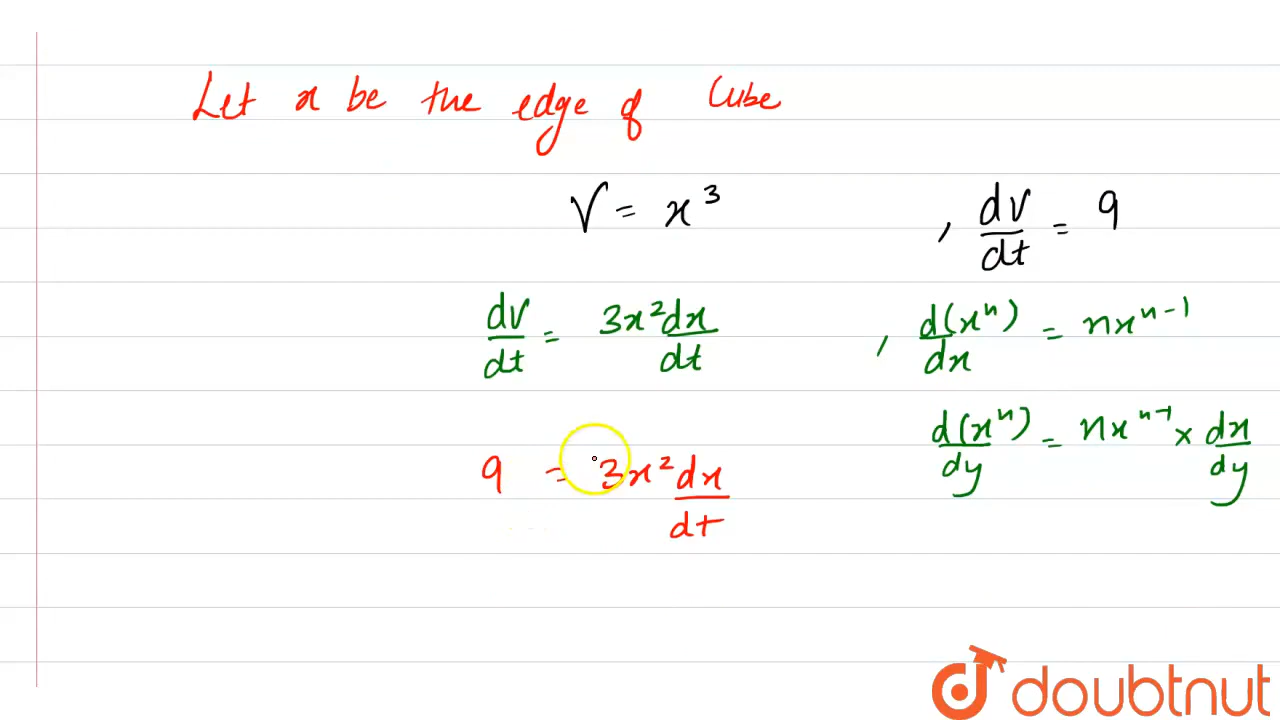 Let x be the edge of Cube
V = x³ , dV/dt = 9
dV/dt = 3x² dx/dt , d(xⁿ)/dx = nxⁿ⁻¹
d(xⁿ)/dy = nxⁿ⁻¹ × dx/dy
9 = 3x² dx/dt
doubtnut